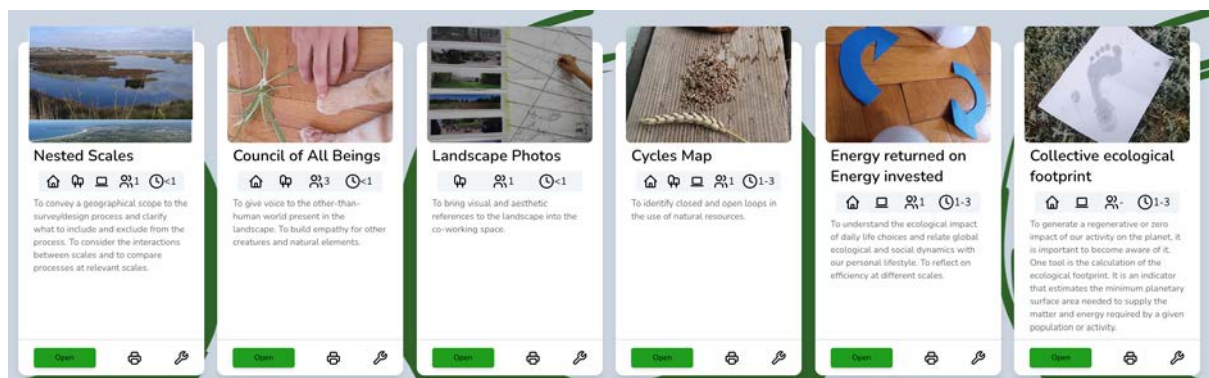 Nested Scales
1 <1
To convey a geographical scope to the
survey/design process and clarify
what to include and exclude from the
process. To consider the interactions
between scales and to compare
processes at relevant scales.
Open
Council of All Beings
3 <1
To give voice to the other-than-
human world present in the
landscape. To build empathy for other
creatures and natural elements.
Open
Landscape Photos
1 <1
To bring visual and aesthetic
references to the landscape into the
co-working space.
Open
Cycles Map
1 1-3
To identify closed and open loops in
the use of natural resources.
Open
Energy returned on
Energy invested
1 1-3
To understand the ecological impact
of daily life choices and relate global
ecological and social dynamics with
our personal lifestyle. To reflect on
efficiency at different scales.
Open
Collective ecological
footprint
- 1-3
To generate a regenerative or zero
impact of our activity on the planet, it
is important to become aware of it.
One tool is the calculation of the
ecological footprint. It is an indicator
that estimates the minimum planetary
surface area needed to supply the
matter and energy required by a given
population or activity.
Open